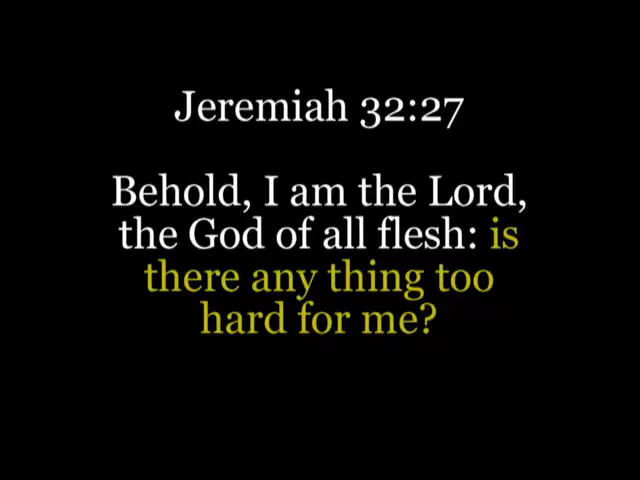 Jeremiah 32:27
Behold, I am the Lord,
the God of all flesh: is
there any thing too
hard for me?